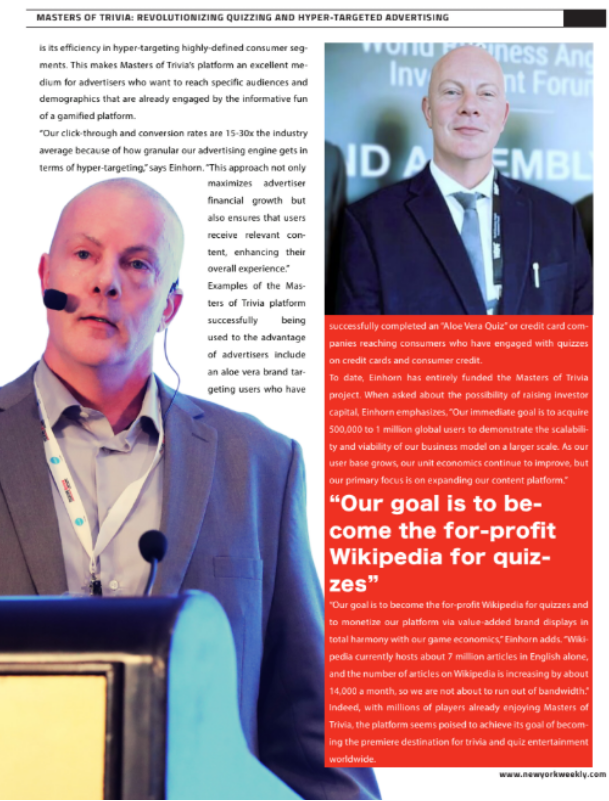 MASTERS OF TRIVIA: REVOLUTIONIZING QUIZZING AND HYPER-TARGETED ADVERTISING
is its efficiency in hyper-targeting highly-defined consumer seg-
ments. This makes Masters of Trivia's platform an excellent me-
dium for advertisers who want to reach specific audiences and
demographics that are already engaged by the informative fun
of a gamified platform.
"Our click-through and conversion rates are 15-30x the industry
average because of how granular our advertising engine gets in
terms of hyper-targeting," says Einhorn. "This approach not only
maximizes advertiser
financial growth but
also ensures that users
receive relevant con-
tent, enhancing their
overall experience."
Examples of the Mas-
ters of Trivia platform
successfully being
used to the advantage
of advertisers include
an aloe vera brand tar-
geting users who have
World Business Ang
Investment Forum
ND ASSEMBL
successfully completed an "Aloe Vera Quiz" or credit card com-
panies reaching consumers who have engaged with quizzes
on credit cards and consumer credit.
To date, Einhorn has entirely funded the Masters of Trivia
project. When asked about the possibility of raising investor
capital, Einhorn emphasizes, "Our immediate goal is to acquire
500,000 to 1 million global users to demonstrate the scalabili-
ty and viability of our business model on a larger scale. As our
user base grows, our unit economics continue to improve, but
our primary focus is on expanding our content platform."
“Our goal is to be-
come the for-profit
Wikipedia for quiz-
zes”
"Our goal is to become the for-profit Wikipedia for quizzes and
to monetize our platform via value-added brand displays in
total harmony with our game economics," Einhorn adds. "Wiki-
pedia currently hosts about 7 million articles in English alone,
and the number of articles on Wikipedia is increasing by about
14,000 a month, so we are not about to run out of bandwidth."
Indeed, with millions of players already enjoying Masters of
Trivia, the platform seems poised to achieve its goal of becom-
ing the premiere destination for trivia and quiz entertainment
worldwide.
www.newyorkweekly.com